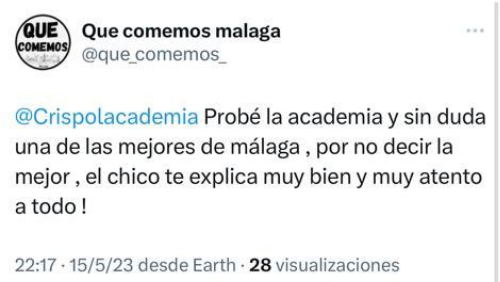 QUE
COMEMOS
Que comemos malaga
@que_comemos_
@Crispolacademia Probé la academia y sin duda
una de las mejores de málaga , por no decir la
mejor , el chico te explica muy bien y muy atento
a todo !
22:17 · 15/5/23 desde Earth · 28 visualizaciones